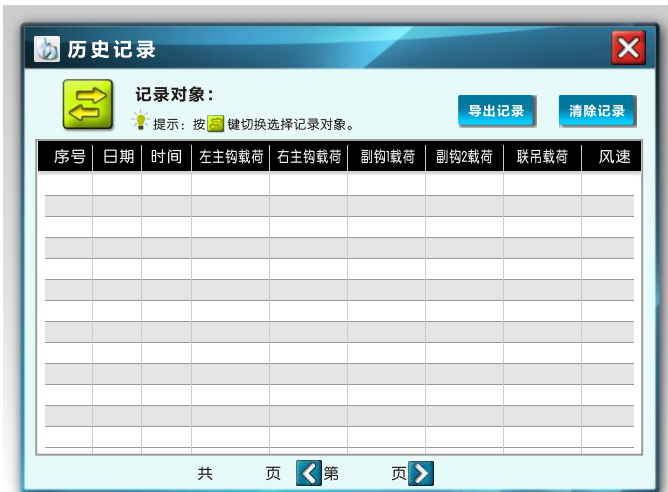 历史记录
记录对象：
提示：按键切换选择记录对象。
导出记录 清除记录
序号 日期 时间 左主钩载荷 右主钩载荷 副钩1载荷 副钩2载荷 联吊载荷 风速
共 页 第 页